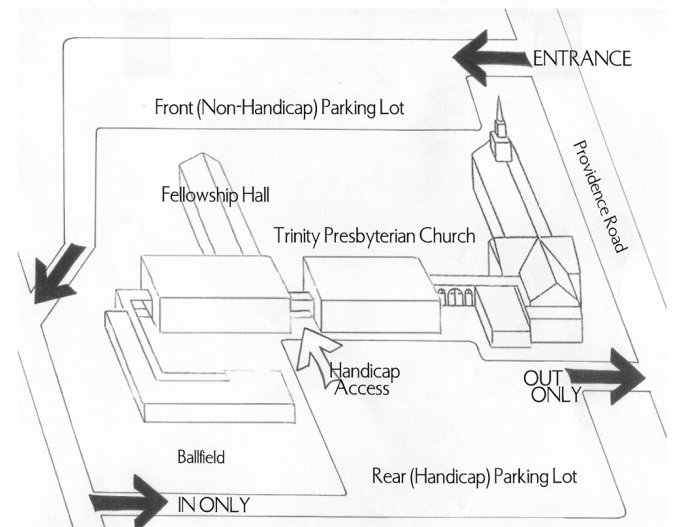 ENTRANCE
Front (Non-Handicap) Parking Lot
Providence Road
Fellowship Hall
Trinity Presbyterian Church
Handicap
Access
OUT
ONLY
Ballfield
Rear (Handicap) Parking Lot
IN ONLY